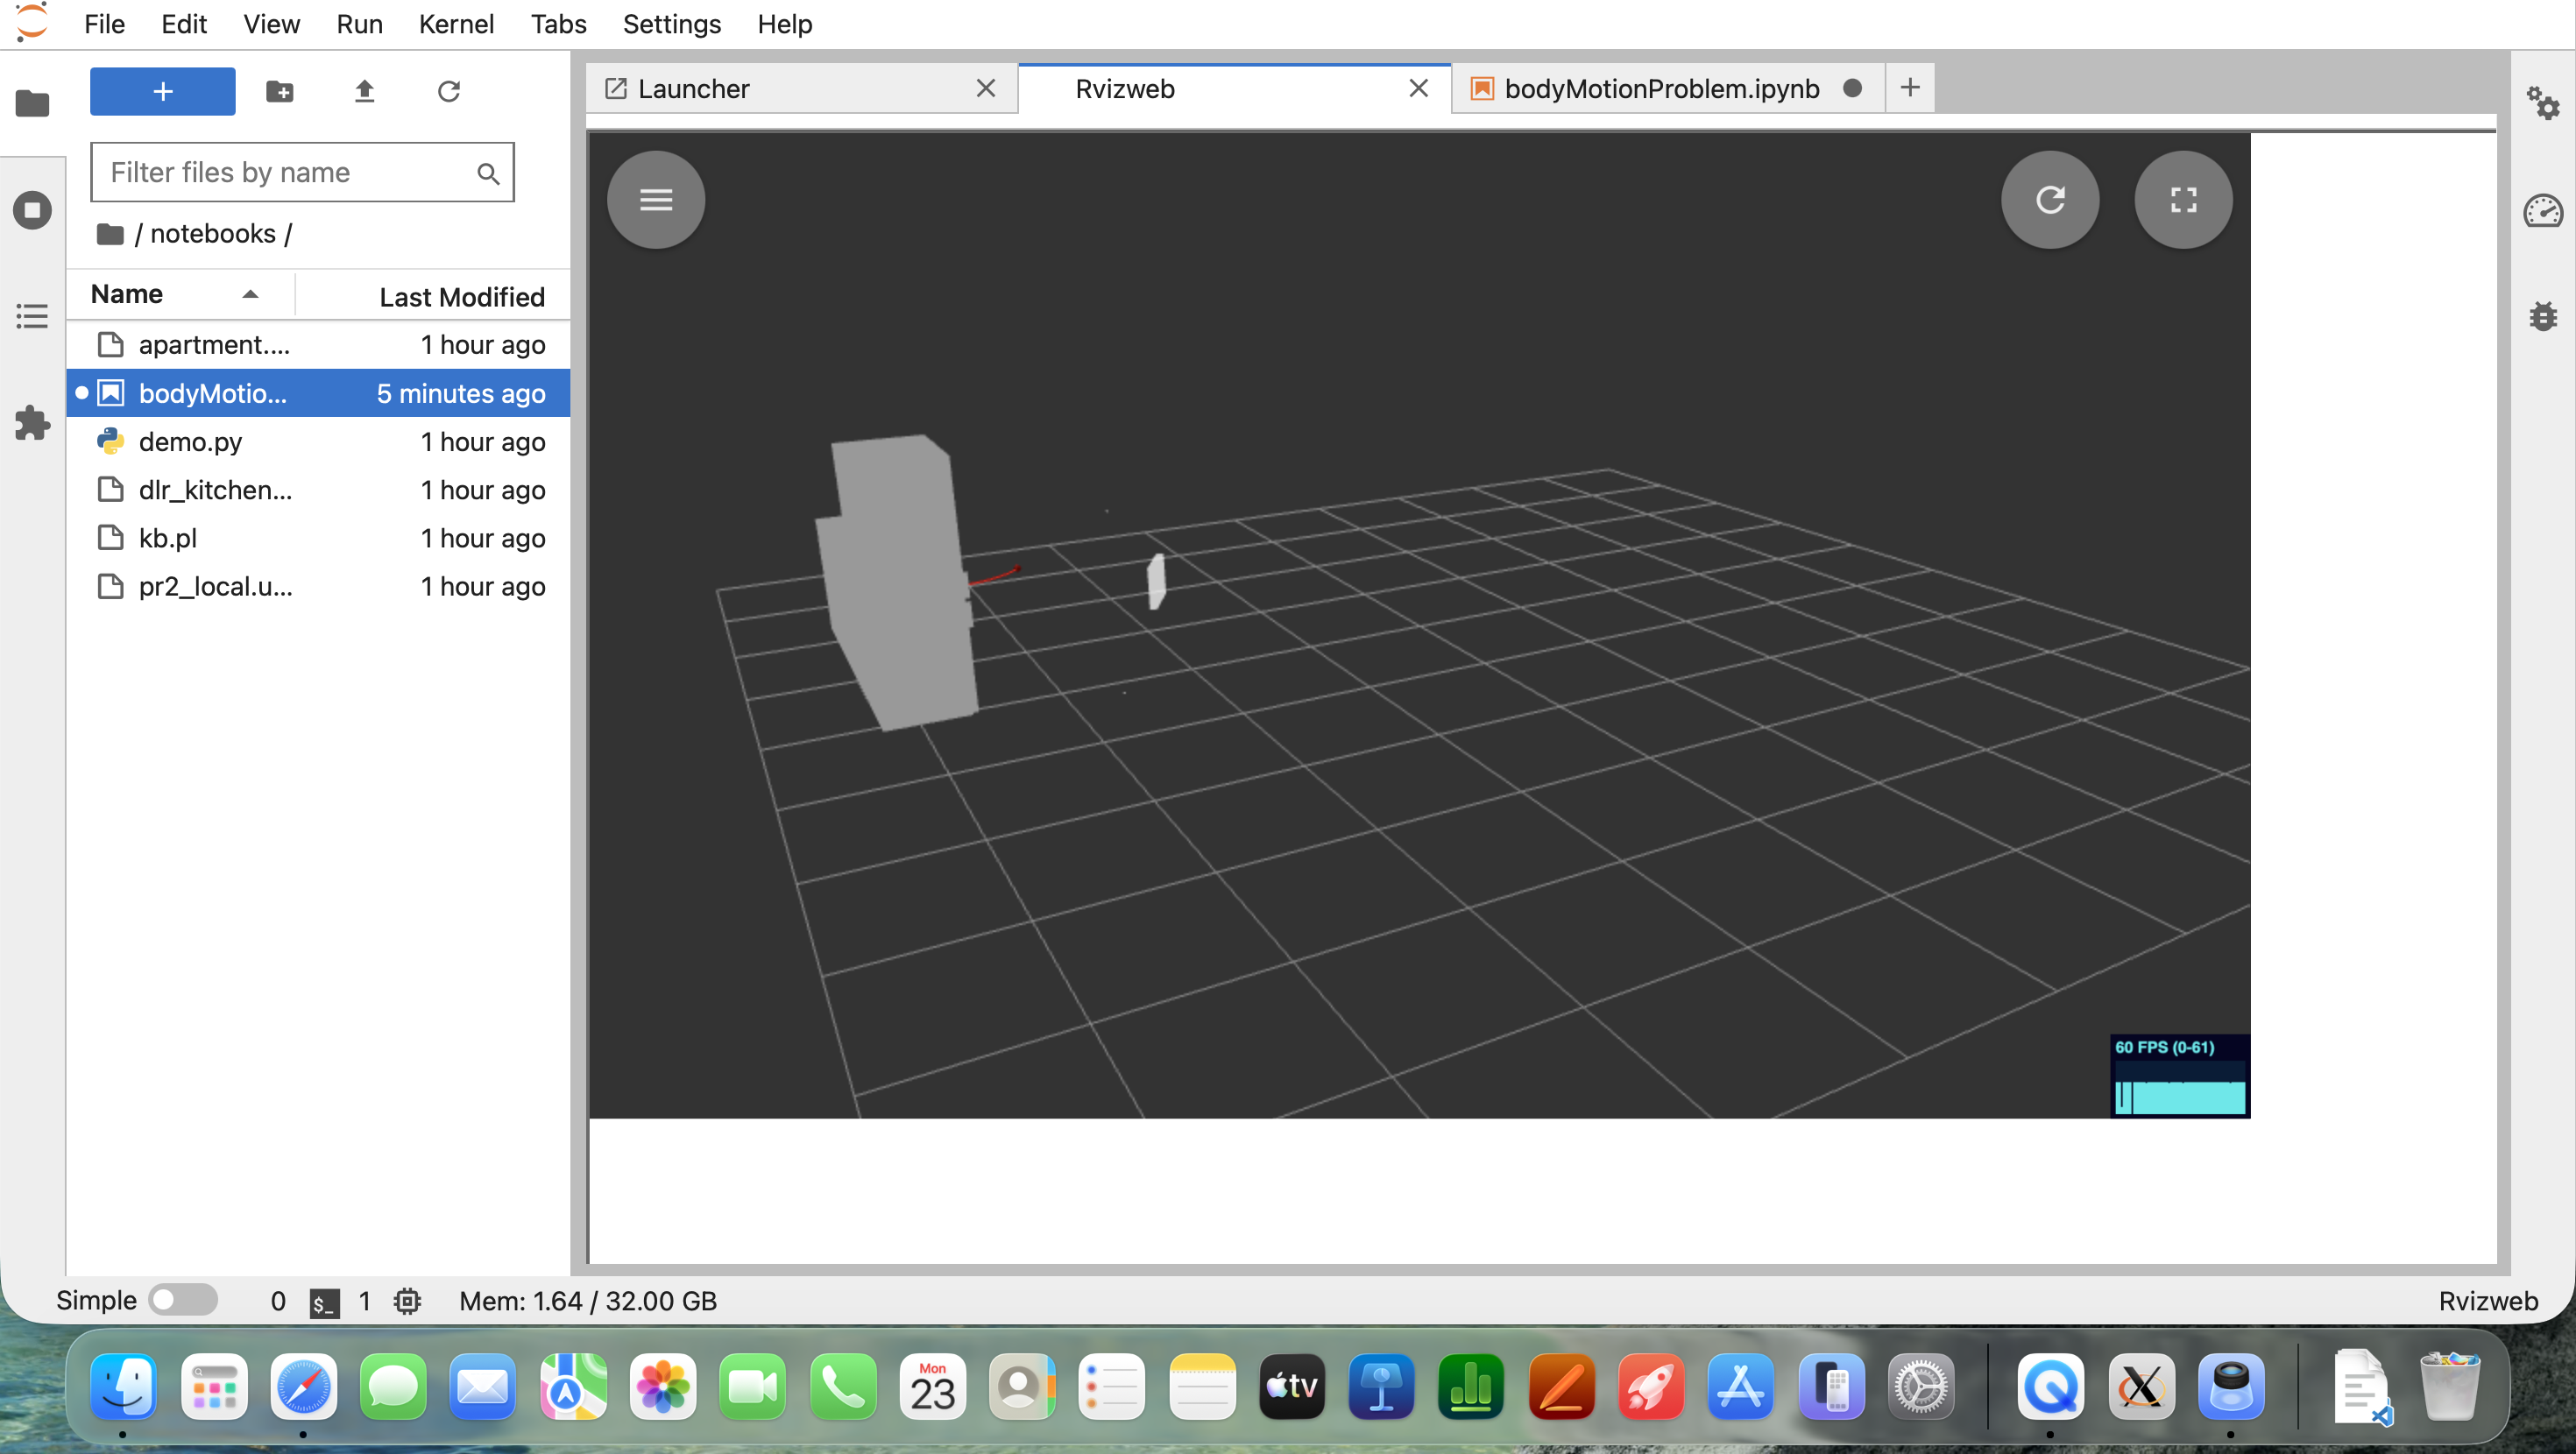 File Edit View Run Kernel Tabs Settings Help
Launcher
Rvizweb
bodyMotionProblem.ipynb
Filter files by name
/ notebooks /
Name
Last Modified
apartment.... 1 hour ago
bodyMotio... 5 minutes ago
demo.py 1 hour ago
dlr_kitchen... 1 hour ago
kb.pl 1 hour ago
pr2_local.u... 1 hour ago
60 FPS (0-61)
Simple 0 $_ 1 Mem: 1.64 / 32.00 GB Rvizweb
Mon
23
tv